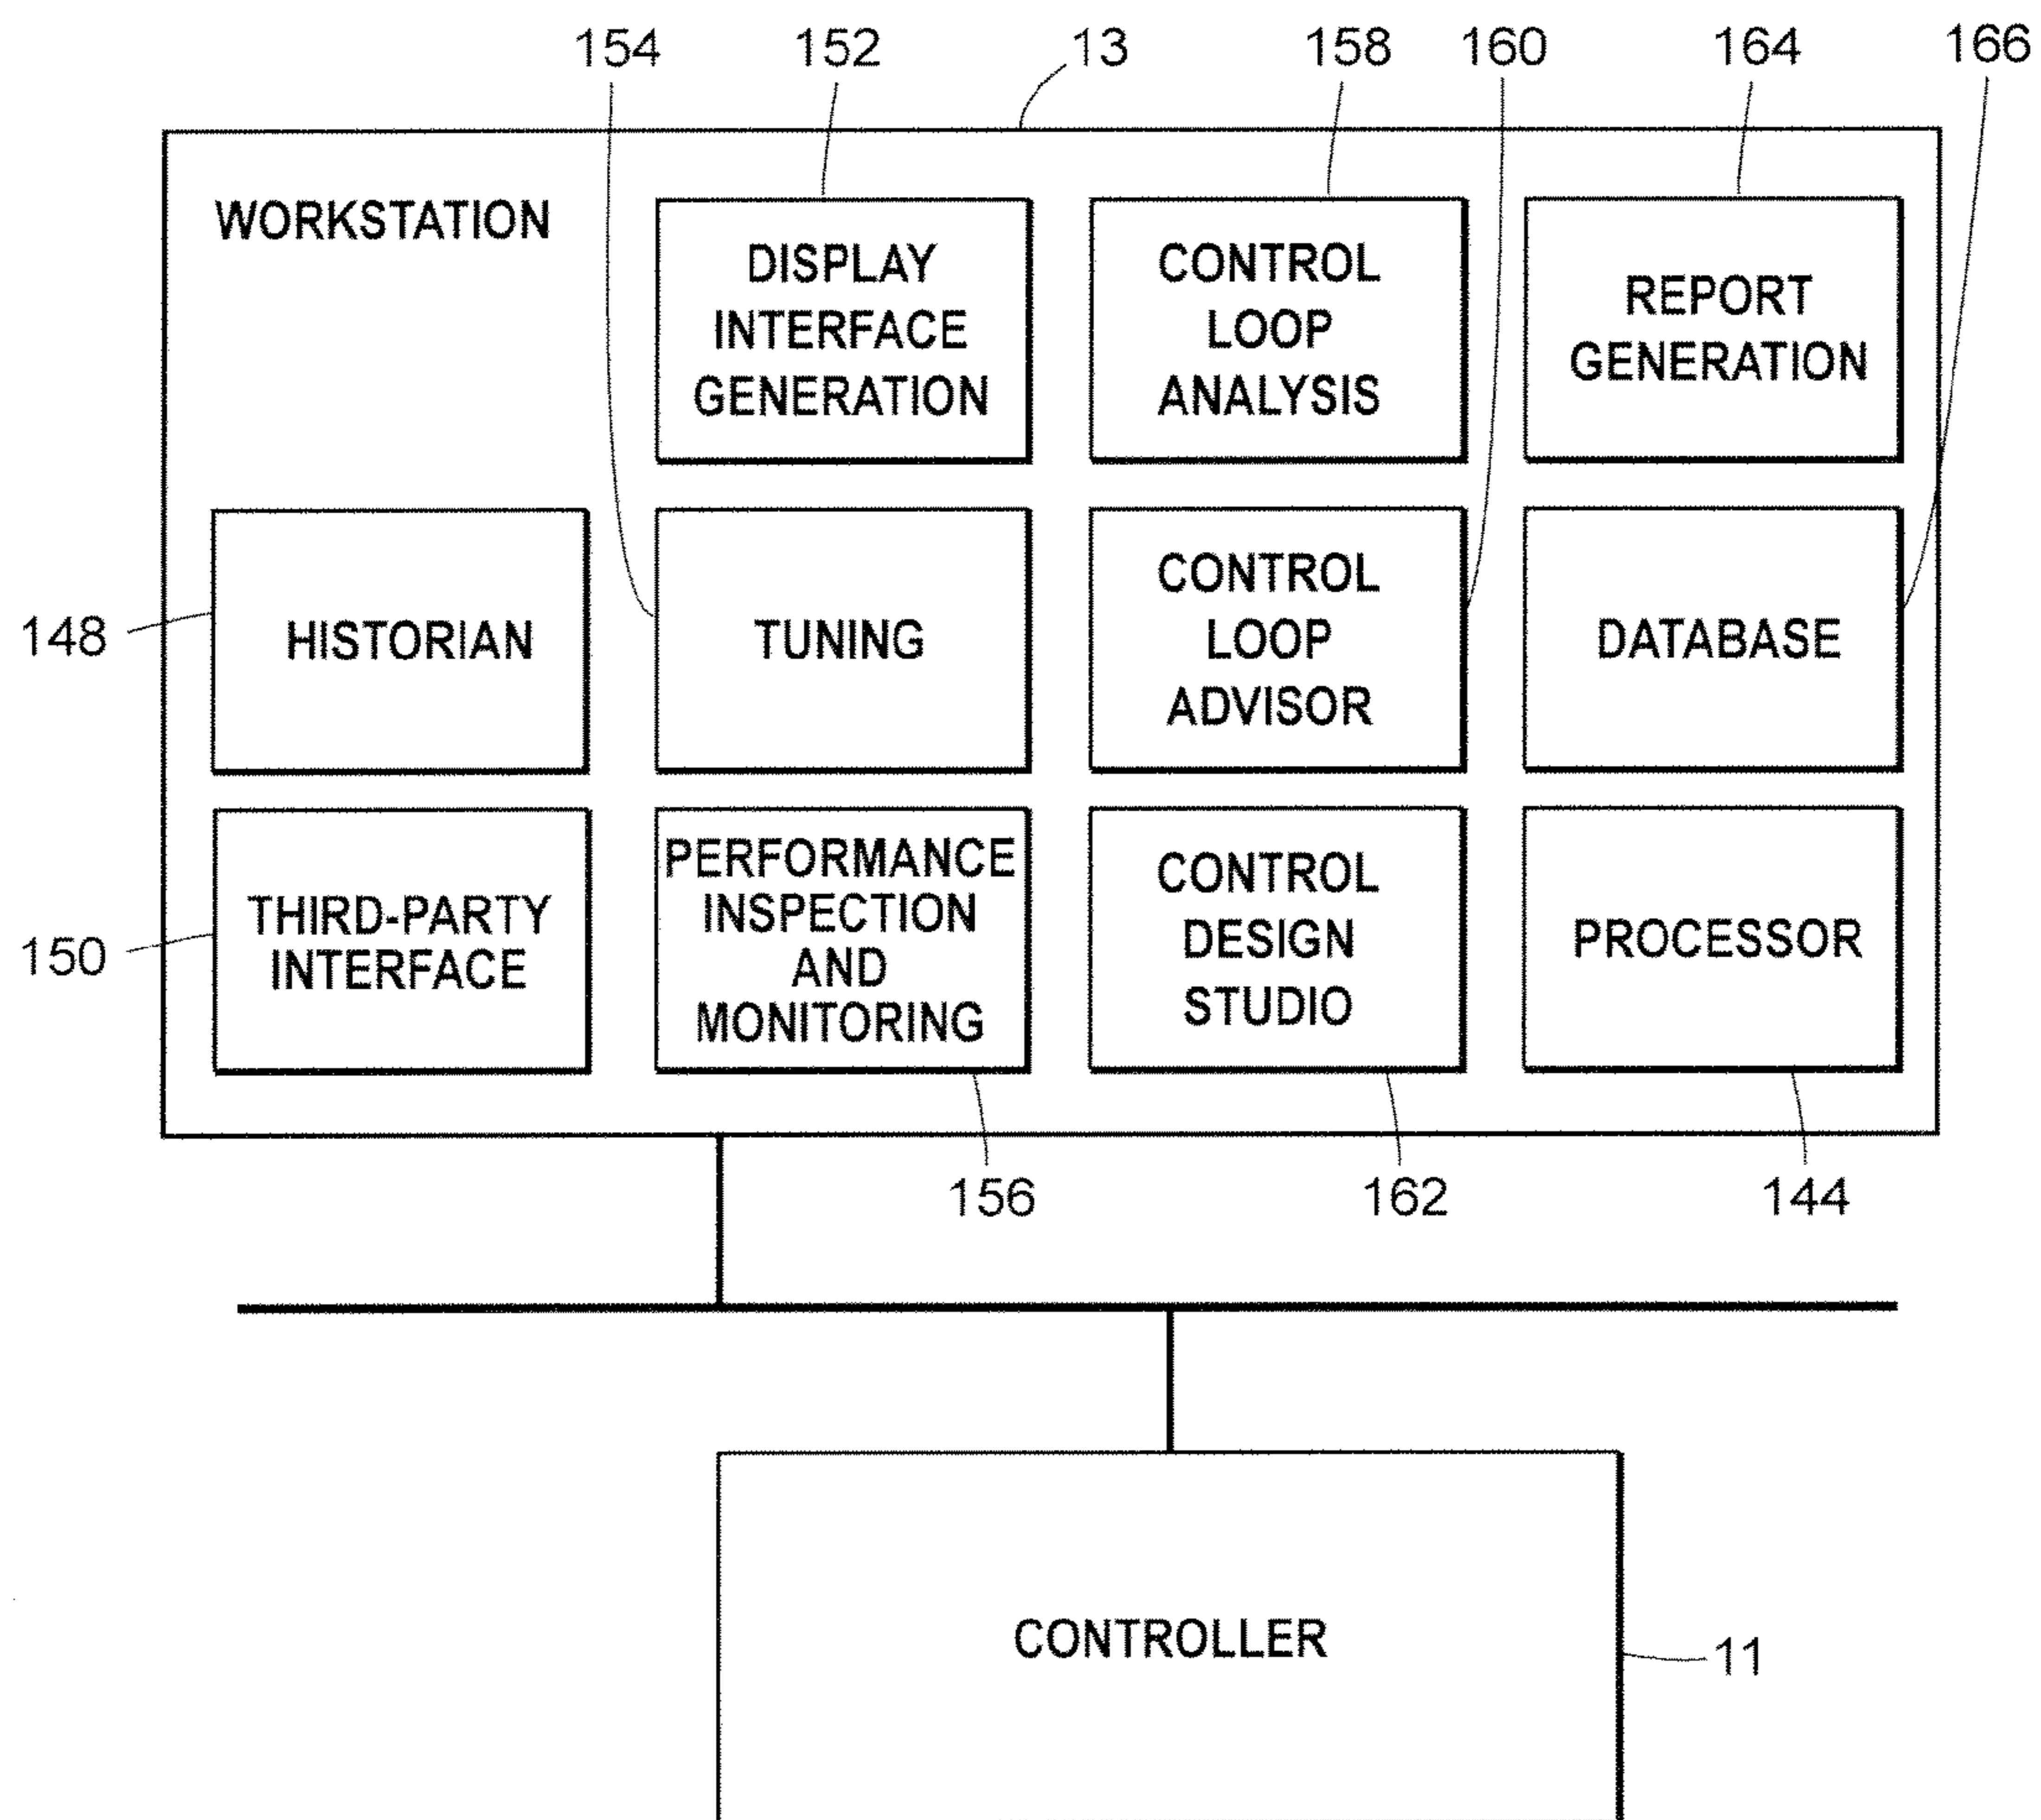 154
152
13
158
160
164
166
WORKSTATION
DISPLAY
INTERFACE
GENERATION
CONTROL
LOOP
ANALYSIS
REPORT
GENERATION
148
HISTORIAN
TUNING
CONTROL
LOOP
ADVISOR
DATABASE
150
THIRD-PARTY
INTERFACE
PERFORMANCE
INSPECTION
AND
MONITORING
CONTROL
DESIGN
STUDIO
PROCESSOR
156
162
144
CONTROLLER
11